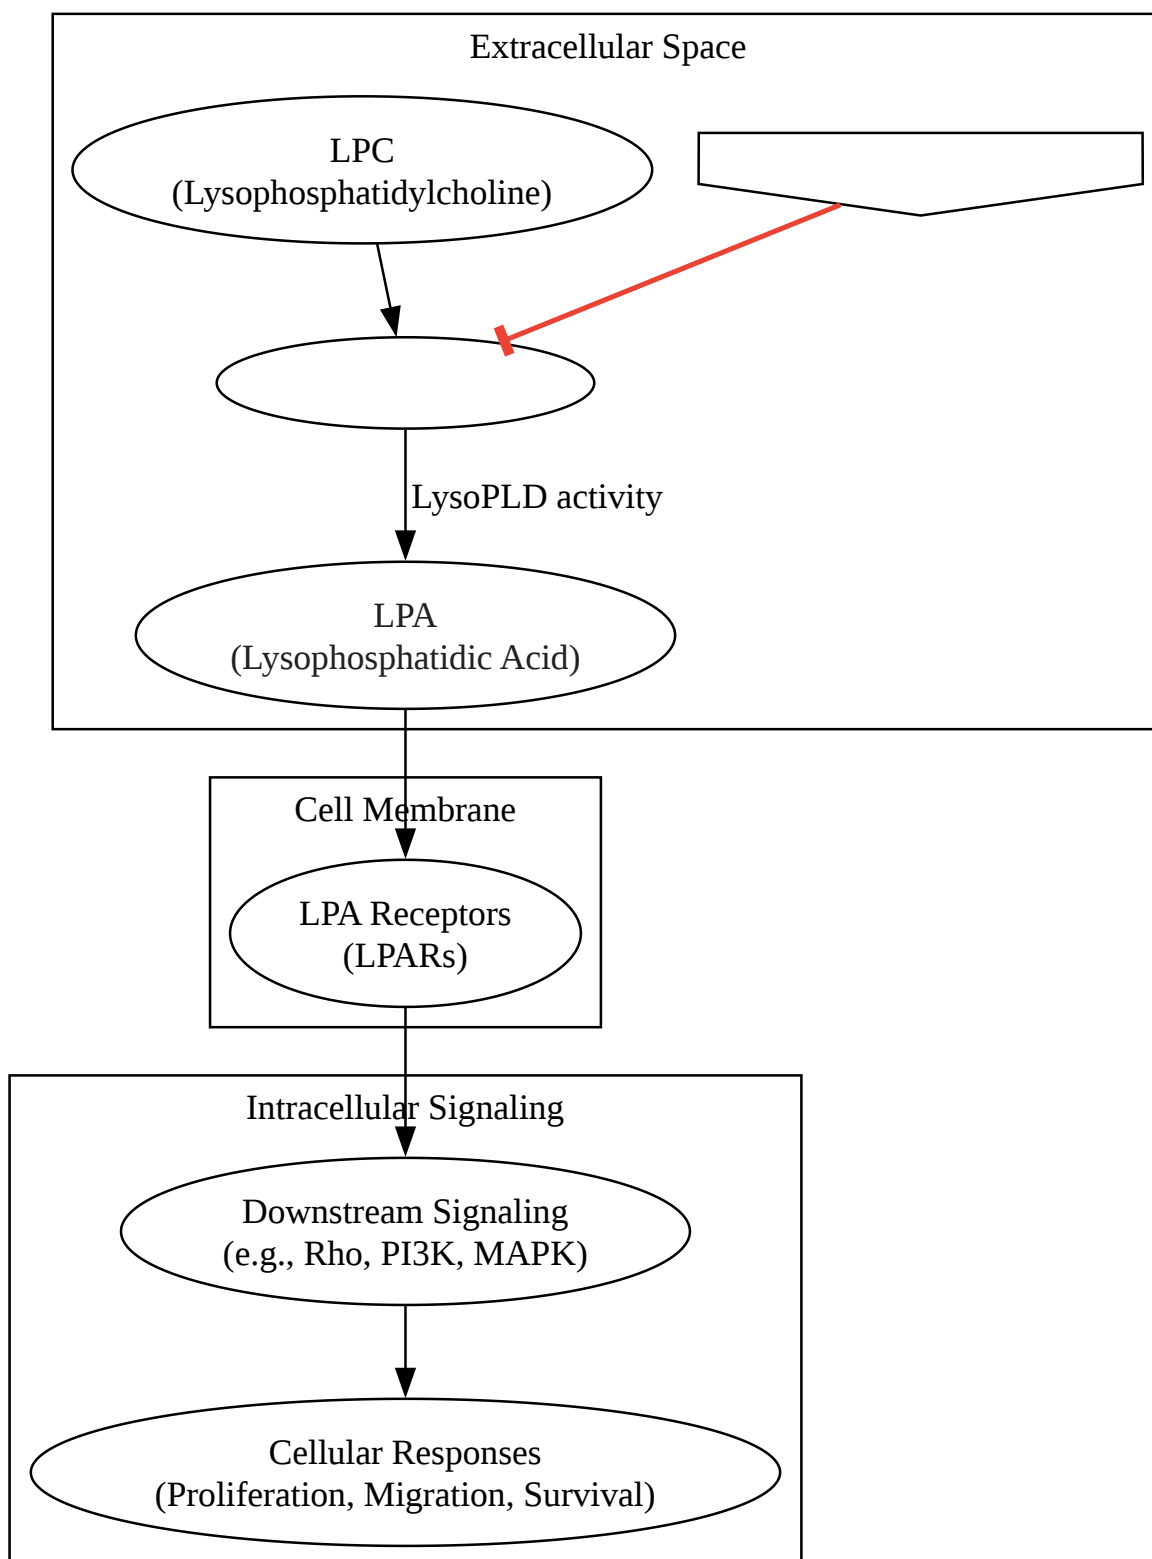 Extracellular Space
LPC
(Lysophosphatidylcholine)
LysoPLD activity
LPA
(Lysophosphatidic Acid)
Cell Membrane
LPA Receptors
(LPARs)
Intracellular Signaling
Downstream Signaling
(e.g., Rho, PI3K, MAPK)
Cellular Responses
(Proliferation, Migration, Survival)